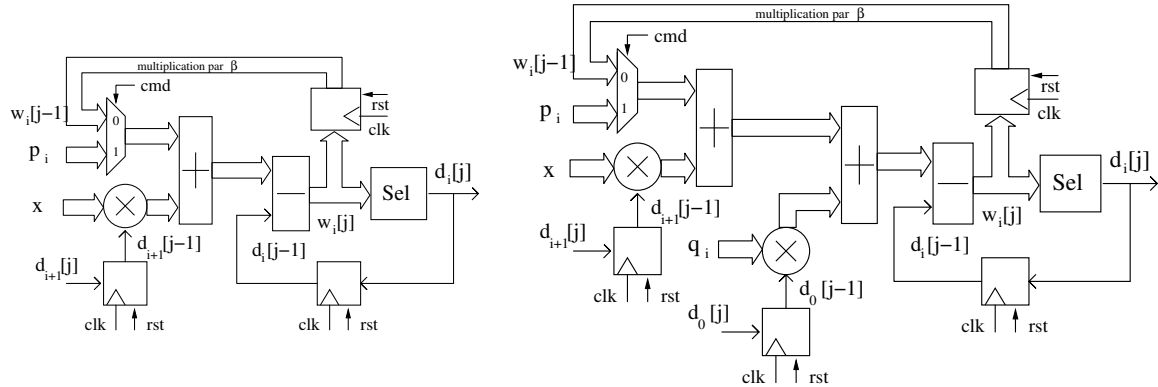 multiplication par β
cmd
w_i[j−1]
0
p_i
1
rst
clk
+
−
Sel
d_i[j]
x
×
w_i[j]
d_{i+1}[j−1]
d_i[j−1]
d_{i+1}[j]
clk
rst
clk
rst
multiplication par β
cmd
w_i[j−1]
0
p_i
1
rst
clk
+
+
−
Sel
d_i[j]
x
×
w_i[j]
d_{i+1}[j−1]
d_i[j−1]
d_{i+1}[j]
q_i
×
clk
rst
d_0[j−1]
d_0[j]
clk
rst
clk
rst